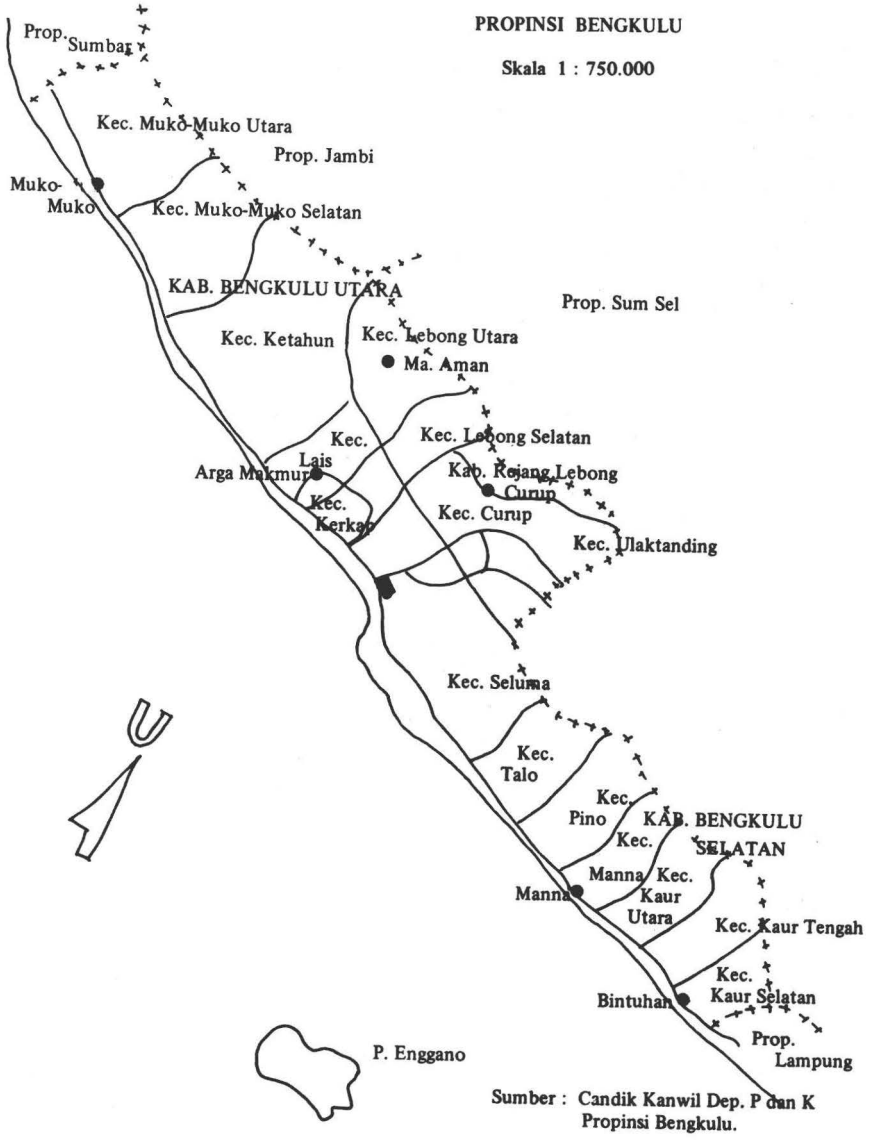 PROPINSI BENGKULU
Skala 1 : 750.000
Prop.
Sumbar
Kec. Muko-Muko Utara
Prop. Jambi
Muko-
Muko
Kec. Muko-Muko Selatan
KAB. BENGKULU UTARA
Prop. Sum Sel
Kec. Ketahun
Kec. Lebong Utara
Ma. Aman
Kec.
Lais
Kec. Lebong Selatan
Arga Makmur
Kab. Rejang Lebong
Curup
Kec.
Kerkap
Kec. Curup
Kec. Ulaktanding
Kec. Seluma
Kec.
Talo
Kec.
Pino
KAB. BENGKULU
SELATAN
Kec.
Manna
Manna
Kec.
Kaur
Utara
Kec. Kaur Tengah
Kec.
Kaur Selatan
Bintuhan
Prop.
Lampung
U
P. Enggano
Sumber : Candik Kanwil Dep. P dan K
Propinsi Bengkulu.